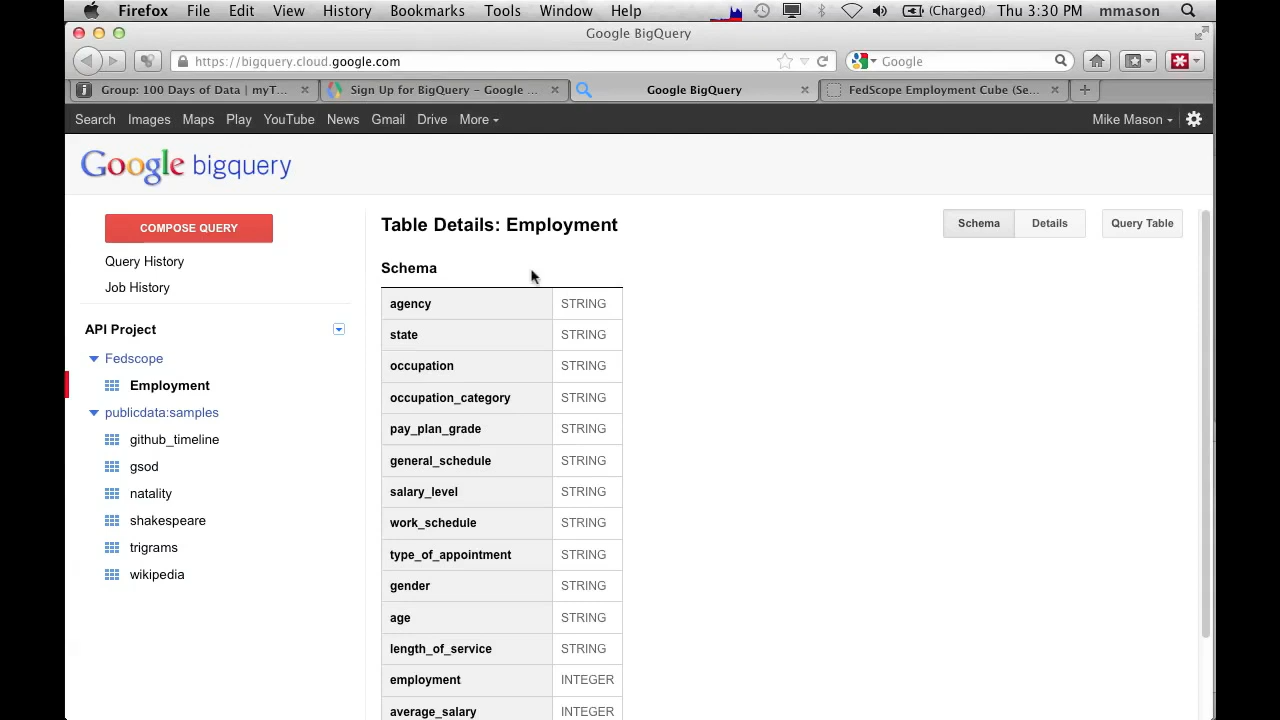 Firefox File Edit View History Bookmarks Tools Window Help (Charged) Thu 3:30 PM mmason
Google BigQuery
https://bigquery.cloud.google.com Google
Group: 100 Days of Data | myT... Sign Up for BigQuery – Google ... Google BigQuery FedScope Employment Cube (Se...
Search Images Maps Play YouTube News Gmail Drive More Mike Mason
Google bigquery
COMPOSE QUERY
Query History
Job History
API Project
Fedscope
Employment
publicdata:samples
github_timeline
gsod
natality
shakespeare
trigrams
wikipedia
Table Details: Employment
Schema Details Query Table
Schema
agency STRING
state STRING
occupation STRING
occupation_category STRING
pay_plan_grade STRING
general_schedule STRING
salary_level STRING
work_schedule STRING
type_of_appointment STRING
gender STRING
age STRING
length_of_service STRING
employment INTEGER
average_salary INTEGER